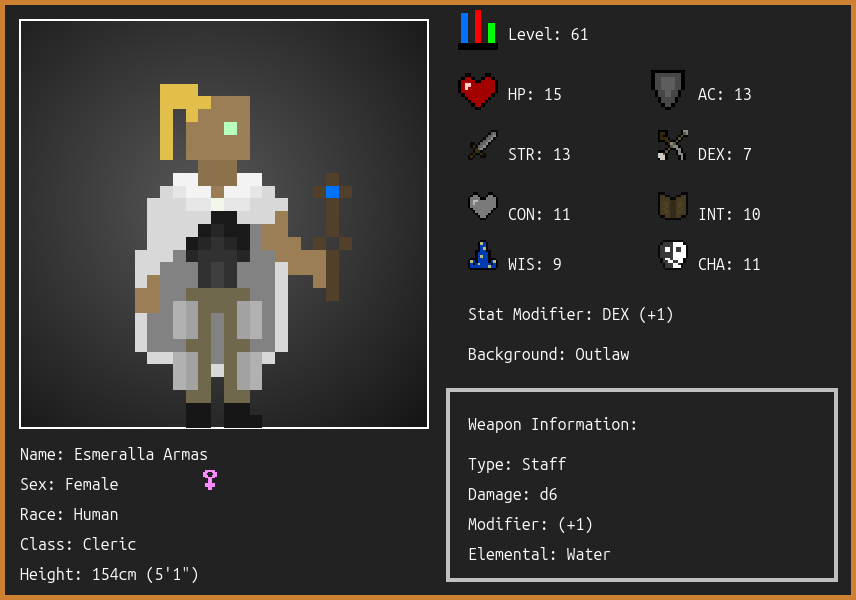 Level: 61
HP: 15
AC: 13
STR: 13
DEX: 7
CON: 11
INT: 10
WIS: 9
CHA: 11
Stat Modifier: DEX (+1)
Background: Outlaw
Weapon Information:
Type: Staff
Damage: d6
Modifier: (+1)
Elemental: Water
Name: Esmeralla Armas
Sex: Female
Race: Human
Class: Cleric
Height: 154cm (5'1")